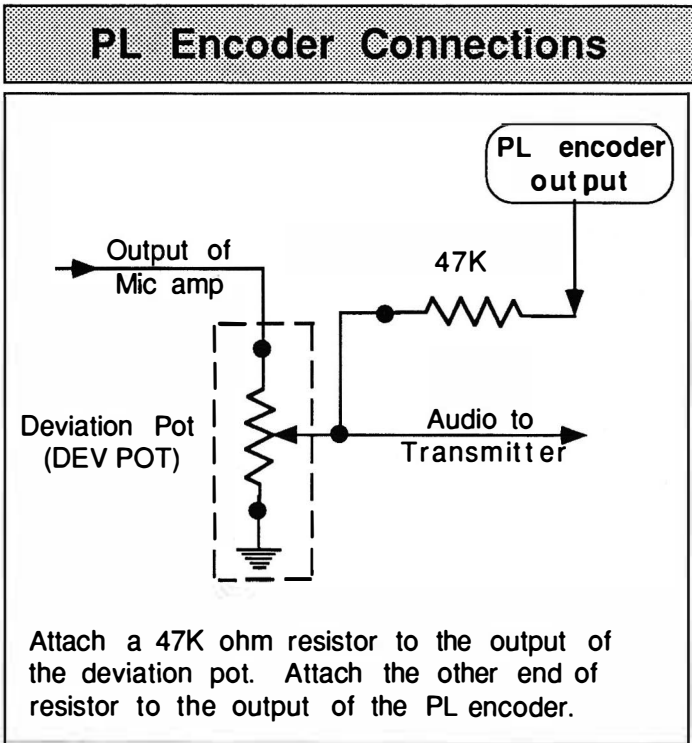 PL Encoder Connections
PL encoder
output
Output of
Mic amp
47K
Deviation Pot
(DEV POT)
Audio to
Transmitter
Attach a 47K ohm resistor to the output of
the deviation pot. Attach the other end of
resistor to the output of the PL encoder.